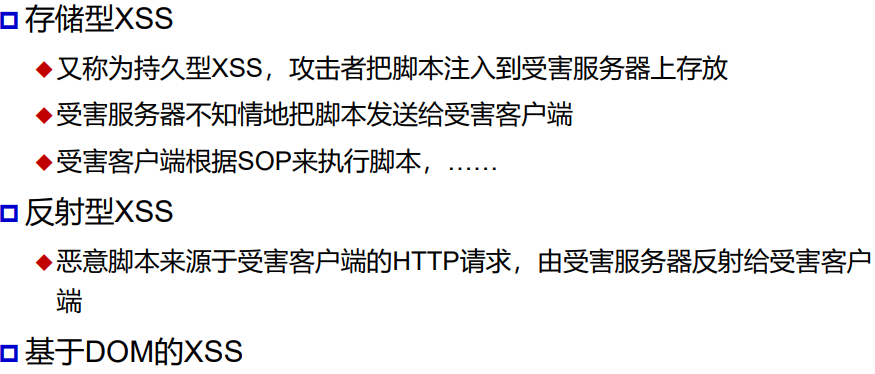 存储型XSS
又称为持久型XSS，攻击者把脚本注入到受害服务器上存放
受害服务器不知情地把脚本发送给受害客户端
受害客户端根据SOP来执行脚本，……
反射型XSS
恶意脚本来源于受害客户端的HTTP请求，由受害服务器反射给受害客户
端
基于DOM的XSS